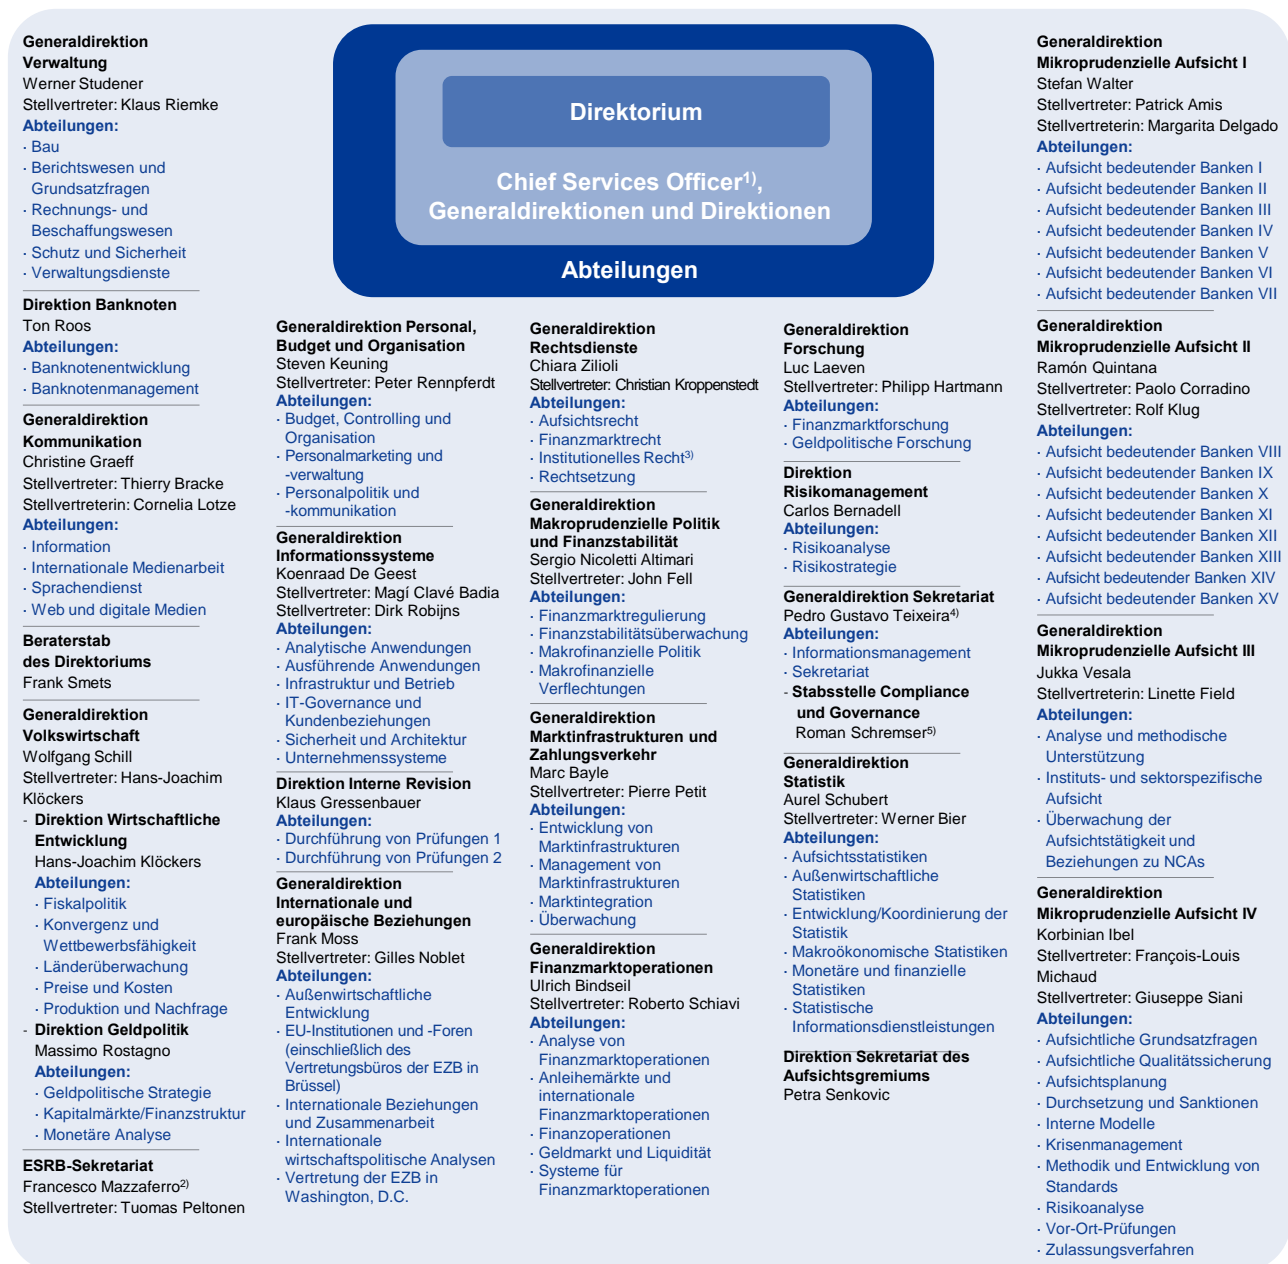 Generaldirektion
Verwaltung
Werner Studener
Stellvertreter: Klaus Riemke
Abteilungen:
· Bau
· Berichtswesen und
Grundsatzfragen
· Rechnungs- und
Beschaffungswesen
· Schutz und Sicherheit
· Verwaltungsdienste
Direktion Banknoten
Ton Roos
Abteilungen:
· Banknotenentwicklung
· Banknotenmanagement
Generaldirektion
Kommunikation
Christine Graeff
Stellvertreter: Thierry Bracke
Stellvertreterin: Cornelia Lotze
Abteilungen:
· Information
· Internationale Medienarbeit
· Sprachendienst
· Web und digitale Medien
Beraterstab
des Direktoriums
Frank Smets
Generaldirektion
Volkswirtschaft
Wolfgang Schill
Stellvertreter: Hans-Joachim
Klöckers
- Direktion Wirtschaftliche
Entwicklung
Hans-Joachim Klöckers
Abteilungen:
· Fiskalpolitik
· Konvergenz und
Wettbewerbsfähigkeit
· Länderüberwachung
· Preise und Kosten
· Produktion und Nachfrage
- Direktion Geldpolitik
Massimo Rostagno
Abteilungen:
· Geldpolitische Strategie
· Kapitalmärkte/Finanzstruktur
· Monetäre Analyse
ESRB-Sekretariat
Francesco Mazzaferro2)
Stellvertreter: Tuomas Peltonen
Direktorium
Chief Services Officer1),
Generaldirektionen und Direktionen
Abteilungen
Generaldirektion Personal,
Budget und Organisation
Steven Keuning
Stellvertreter: Peter Rennpferdt
Abteilungen:
· Budget, Controlling und
Organisation
· Personalmarketing und
-verwaltung
· Personalpolitik und
-kommunikation
Generaldirektion
Informationssysteme
Koenraad De Geest
Stellvertreter: Magí Clavé Badia
Stellvertreter: Dirk Robijns
Abteilungen:
· Analytische Anwendungen
· Ausführende Anwendungen
· Infrastruktur und Betrieb
· IT-Governance und
Kundenbeziehungen
· Sicherheit und Architektur
· Unternehmenssysteme
Direktion Interne Revision
Klaus Gressenbauer
Abteilungen:
· Durchführung von Prüfungen 1
· Durchführung von Prüfungen 2
Generaldirektion
Internationale und
europäische Beziehungen
Frank Moss
Stellvertreter: Gilles Noblet
Abteilungen:
· Außenwirtschaftliche
Entwicklung
· EU-Institutionen und -Foren
(einschließlich des
Vertretungsbüros der EZB in
Brüssel)
· Internationale Beziehungen
und Zusammenarbeit
· Internationale
wirtschaftspolitische Analysen
· Vertretung der EZB in
Washington, D.C.
Generaldirektion
Rechtsdienste
Chiara Zilioli
Stellvertreter: Christian Kroppenstedt
Abteilungen:
· Aufsichtsrecht
· Finanzmarktrecht
· Institutionelles Recht3)
· Rechtsetzung
Generaldirektion
Makroprudenzielle Politik
und Finanzstabilität
Sergio Nicoletti Altimari
Stellvertreter: John Fell
Abteilungen:
· Finanzmarktregulierung
· Finanzstabilitätsüberwachung
· Makrofinanzielle Politik
· Makrofinanzielle
Verflechtungen
Generaldirektion
Marktinfrastrukturen und
Zahlungsverkehr
Marc Bayle
Stellvertreter: Pierre Petit
Abteilungen:
· Entwicklung von
Marktinfrastrukturen
· Management von
Marktinfrastrukturen
· Marktintegration
· Überwachung
Generaldirektion
Finanzmarktoperationen
Ulrich Bindseil
Stellvertreter: Roberto Schiavi
Abteilungen:
· Analyse von
Finanzmarktoperationen
· Anleihemärkte und
internationale
Finanzmarktoperationen
· Finanzoperationen
· Geldmarkt und Liquidität
· Systeme für
Finanzmarktoperationen
Generaldirektion
Forschung
Luc Laeven
Stellvertreter: Philipp Hartmann
Abteilungen:
· Finanzmarktforschung
· Geldpolitische Forschung
Direktion
Risikomanagement
Carlos Bernadell
Abteilungen:
· Risikoanalyse
· Risikostrategie
Generaldirektion Sekretariat
Pedro Gustavo Teixeira4)
Abteilungen:
· Informationsmanagement
· Sekretariat
- Stabsstelle Compliance
und Governance
Roman Schremser5)
Generaldirektion
Statistik
Aurel Schubert
Stellvertreter: Werner Bier
Abteilungen:
· Aufsichtsstatistiken
· Außenwirtschaftliche
Statistiken
· Entwicklung/Koordinierung der
Statistik
· Makroökonomische Statistiken
· Monetäre und finanzielle
Statistiken
· Statistische
Informationsdienstleistungen
Direktion Sekretariat des
Aufsichtsgremiums
Petra Senkovic
Generaldirektion
Mikroprudenzielle Aufsicht I
Stefan Walter
Stellvertreter: Patrick Amis
Stellvertreterin: Margarita Delgado
Abteilungen:
· Aufsicht bedeutender Banken I
· Aufsicht bedeutender Banken II
· Aufsicht bedeutender Banken III
· Aufsicht bedeutender Banken IV
· Aufsicht bedeutender Banken V
· Aufsicht bedeutender Banken VI
· Aufsicht bedeutender Banken VII
Generaldirektion
Mikroprudenzielle Aufsicht II
Ramón Quintana
Stellvertreter: Paolo Corradino
Stellvertreter: Rolf Klug
Abteilungen:
· Aufsicht bedeutender Banken VIII
· Aufsicht bedeutender Banken IX
· Aufsicht bedeutender Banken X
· Aufsicht bedeutender Banken XI
· Aufsicht bedeutender Banken XII
· Aufsicht bedeutender Banken XIII
· Aufsicht bedeutender Banken XIV
· Aufsicht bedeutender Banken XV
Generaldirektion
Mikroprudenzielle Aufsicht III
Jukka Vesala
Stellvertreterin: Linette Field
Abteilungen:
· Analyse und methodische
Unterstützung
· Instituts- und sektorspezifische
Aufsicht
· Überwachung der
Aufsichtstätigkeit und
Beziehungen zu NCAs
Generaldirektion
Mikroprudenzielle Aufsicht IV
Korbinian Ibel
Stellvertreter: François-Louis
Michaud
Stellvertreter: Giuseppe Siani
Abteilungen:
· Aufsichtliche Grundsatzfragen
· Aufsichtliche Qualitätssicherung
· Aufsichtsplanung
· Durchsetzung und Sanktionen
· Interne Modelle
· Krisenmanagement
· Methodik und Entwicklung von
Standards
· Risikoanalyse
· Vor-Ort-Prüfungen
· Zulassungsverfahren